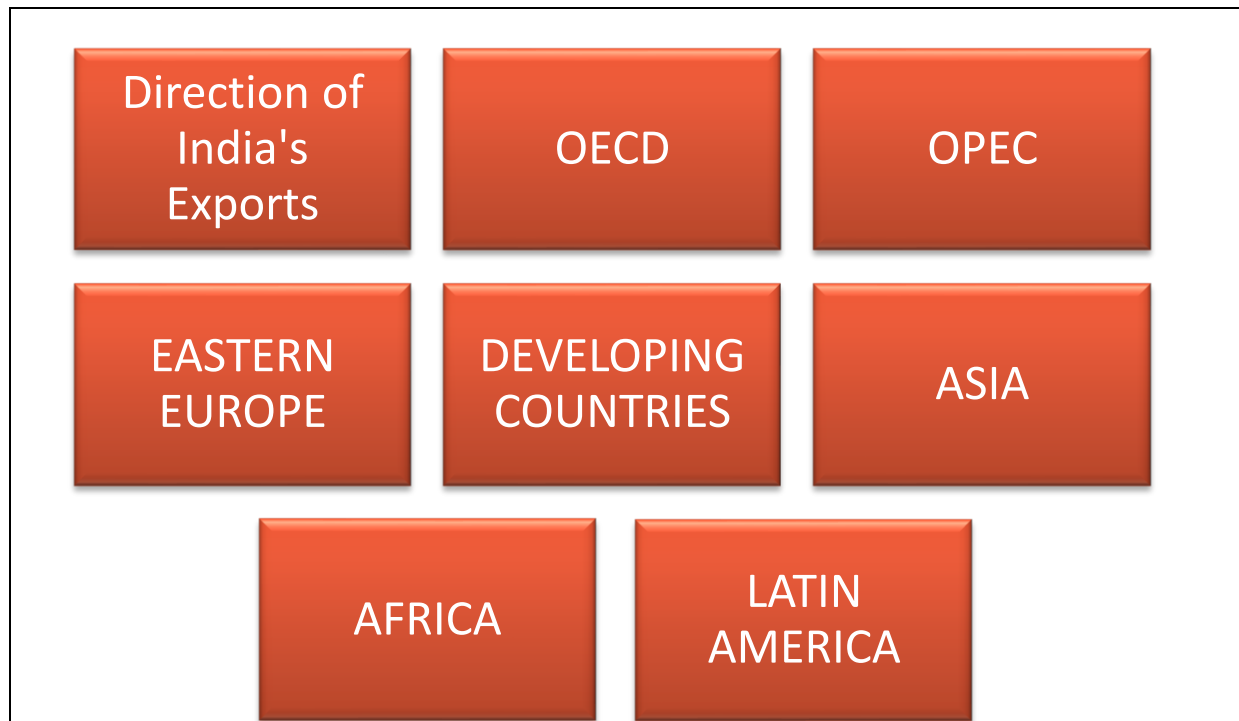 Direction of
India's
Exports
OECD
OPEC
EASTERN
EUROPE
DEVELOPING
COUNTRIES
ASIA
AFRICA
LATIN
AMERICA